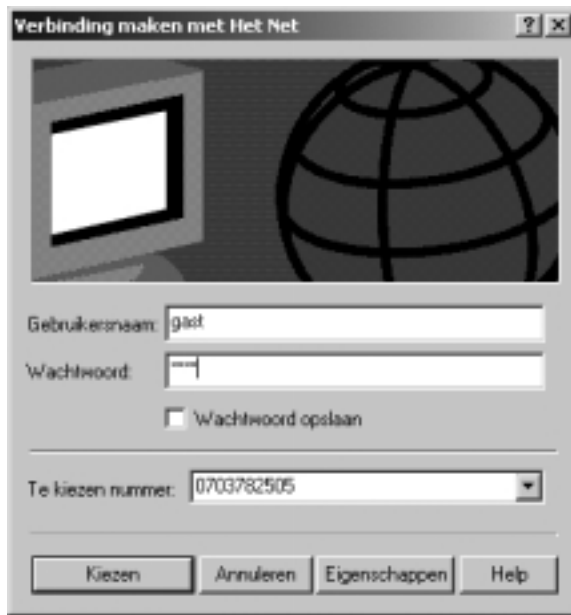 Verbinding maken met Het Net
Gebruikersnaam: gast
Wachtwoord: ****
Wachtwoord opslaan
Te kiezen nummer: 0703782505
Kiezen Annuleren Eigenschappen Help